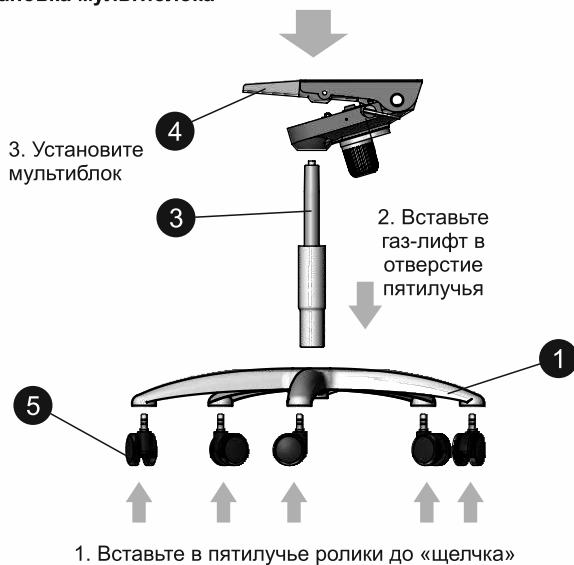 мультиблока
4
3. Установите
мультиблок
3
2. Вставьте
газ-лифт в
отверстие
пятилучья
1
5
1. Вставьте в пятилучье ролики до «щелчка»